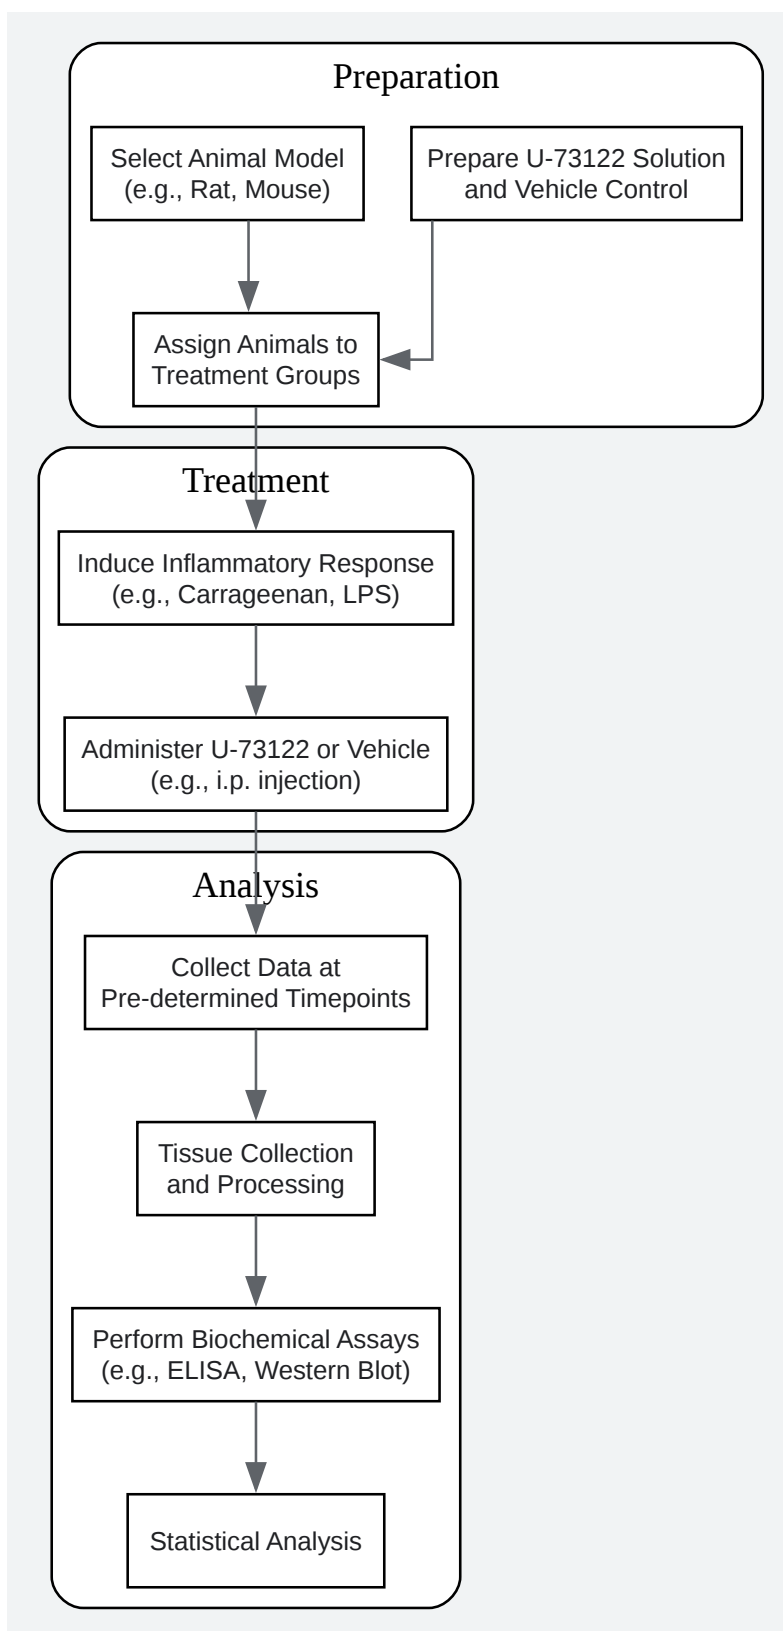 Preparation
Select Animal Model
(e.g., Rat, Mouse)
Prepare U-73122 Solution
and Vehicle Control
Assign Animals to
Treatment Groups
Treatment
Induce Inflammatory Response
(e.g., Carrageenan, LPS)
Administer U-73122 or Vehicle
(e.g., i.p. injection)
Analysis
Collect Data at
Pre-determined Timepoints
Tissue Collection
and Processing
Perform Biochemical Assays
(e.g., ELISA, Western Blot)
Statistical Analysis